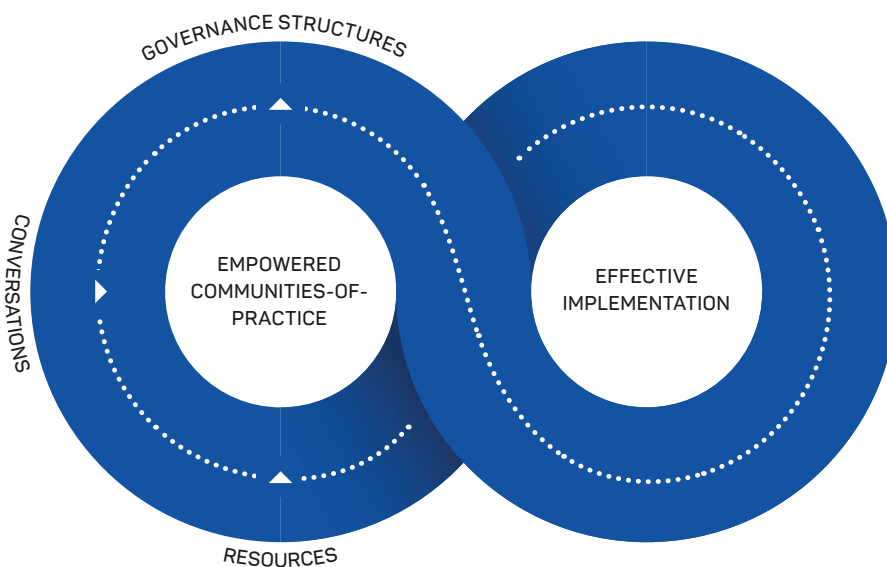 GOVERNANCE STRUCTURES
CONVERSATIONS
EMPOWERED
COMMUNITIES-OF-
PRACTICE
EFFECTIVE
IMPLEMENTATION
RESOURCES